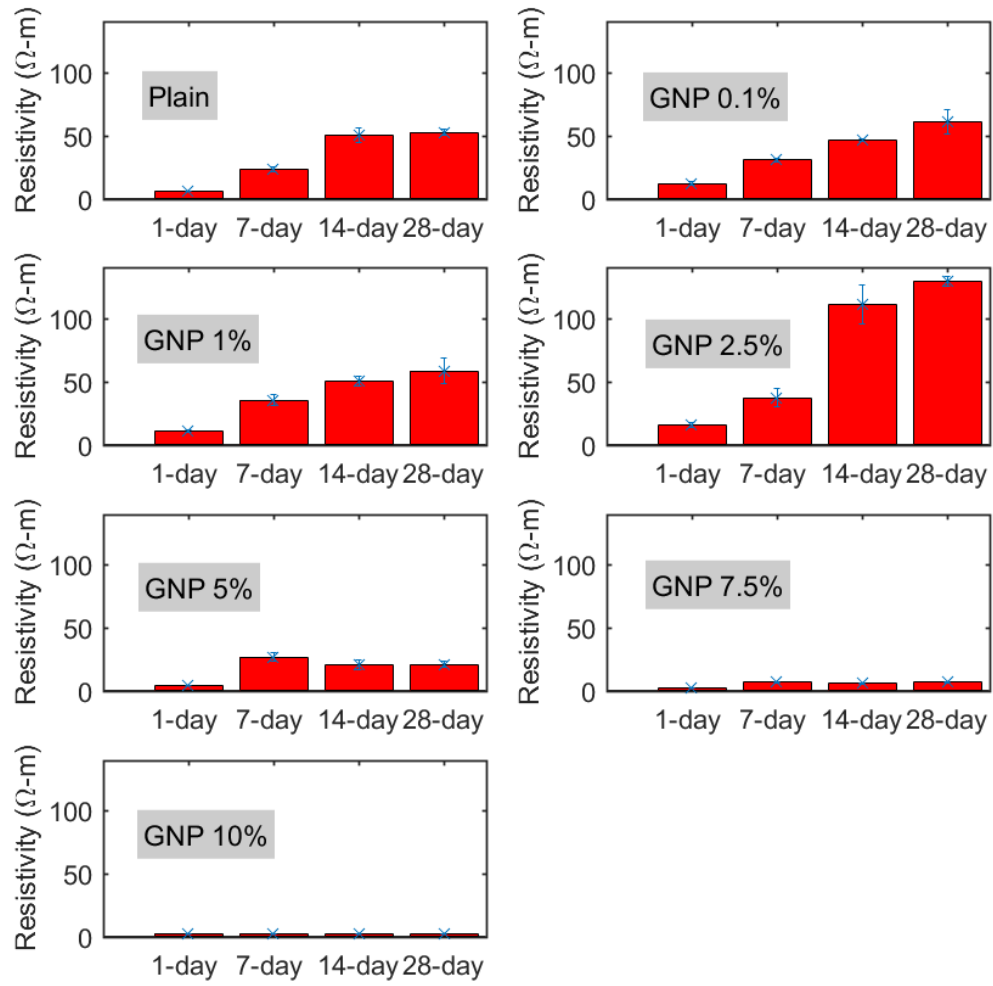 Resistivity (Ω-m)
100
50
0
Plain
1-day 7-day 14-day 28-day
Resistivity (Ω-m)
100
50
0
GNP 0.1%
1-day 7-day 14-day 28-day
Resistivity (Ω-m)
100
50
0
GNP 1%
1-day 7-day 14-day 28-day
Resistivity (Ω-m)
100
50
0
GNP 2.5%
1-day 7-day 14-day 28-day
Resistivity (Ω-m)
100
50
0
GNP 5%
1-day 7-day 14-day 28-day
Resistivity (Ω-m)
100
50
0
GNP 7.5%
1-day 7-day 14-day 28-day
Resistivity (Ω-m)
100
50
0
GNP 10%
1-day 7-day 14-day 28-day